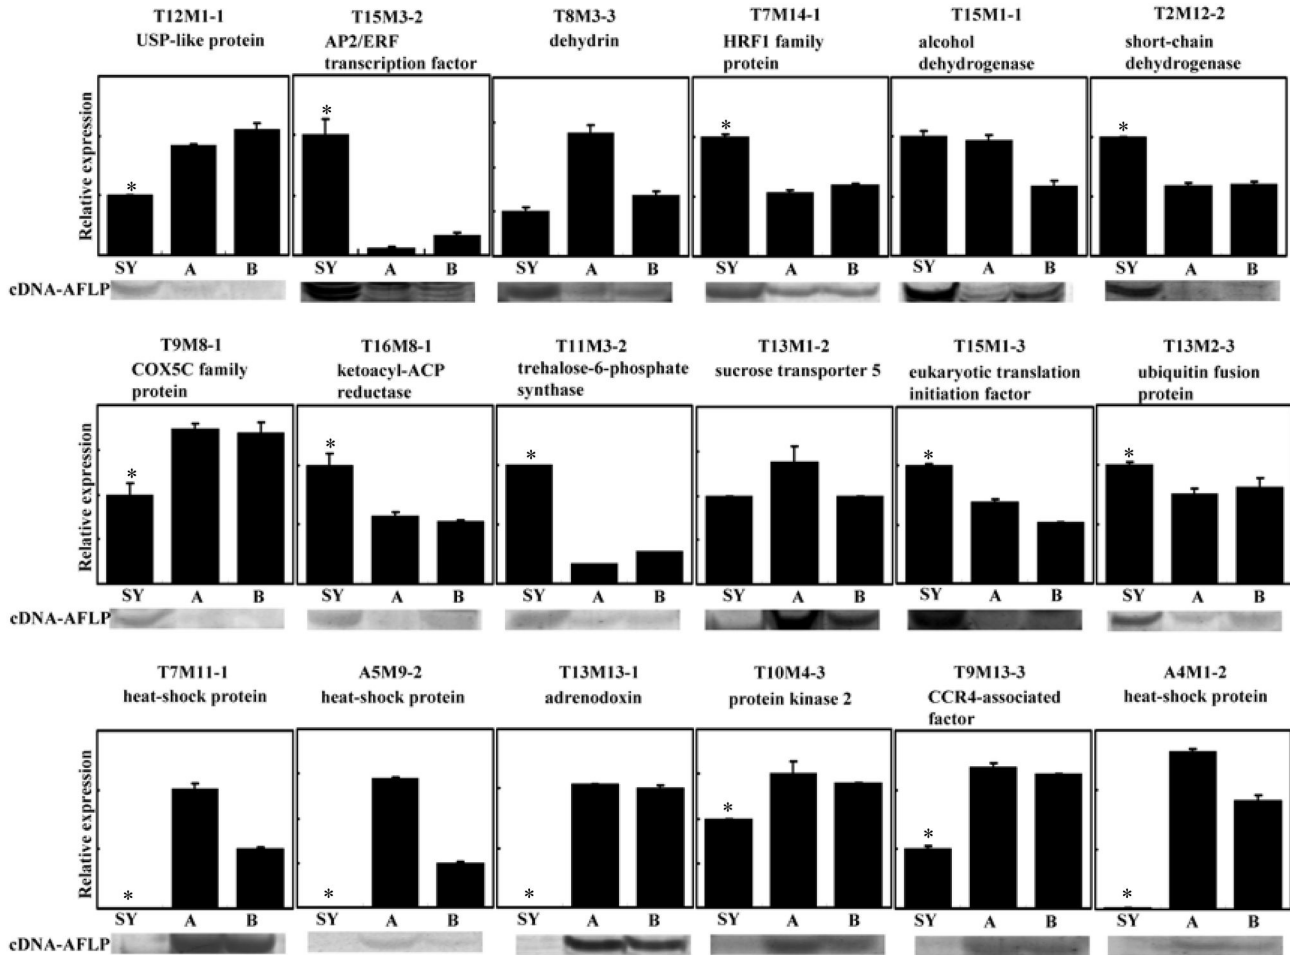 T12M1-1 T15M3-2 T8M3-3 T7M14-1 T15M1-1 T2M12-2
USP-like protein AP2/ERF dehydrin HRF1 family alcohol short-chain
transcription factor protein dehydrogenase dehydrogenase
Relative expression
* * * *
SY A B SY A B SY A B SY A B SY A B SY A B
cDNA-AFLP
T9M8-1 T16M8-1 T11M3-2 T13M1-2 T15M1-3 T13M2-3
COX5C family ketoacyl-ACP trehalose-6-phosphate sucrose transporter 5 eukaryotic translation ubiquitin fusion
protein reductase synthase initiation factor protein
Relative expression
* * * * *
SY A B SY A B SY A B SY A B SY A B SY A B
cDNA-AFLP
T7M11-1 A5M9-2 T13M13-1 T10M4-3 T9M13-3 A4M1-2
heat-shock protein heat-shock protein adrenodoxin protein kinase 2 CCR4-associated heat-shock protein
factor
Relative expression
* * * * * *
SY A B SY A B SY A B SY A B SY A B SY A B
cDNA-AFLP